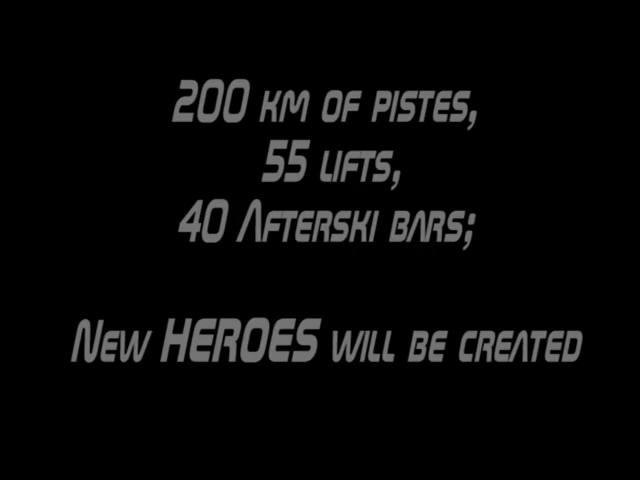 200 km of pistes,
55 lifts,
40 Afterski bars;
New HEROES will be created